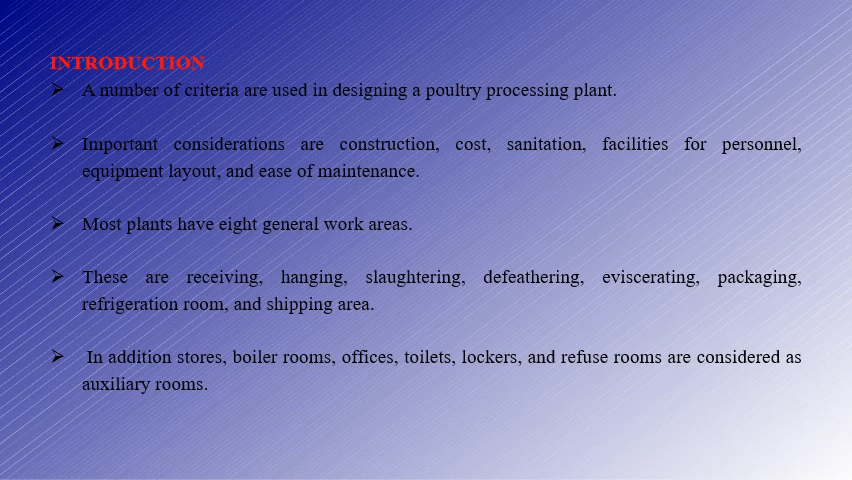 INTRODUCTION
➢ A number of criteria are used in designing a poultry processing plant.
➢ Important considerations are construction, cost, sanitation, facilities for personnel,
equipment layout, and ease of maintenance.
➢ Most plants have eight general work areas.
➢ These are receiving, hanging, slaughtering, defeathering, eviscerating, packaging,
refrigeration room, and shipping area.
➢ In addition stores, boiler rooms, offices, toilets, lockers, and refuse rooms are considered as
auxiliary rooms.